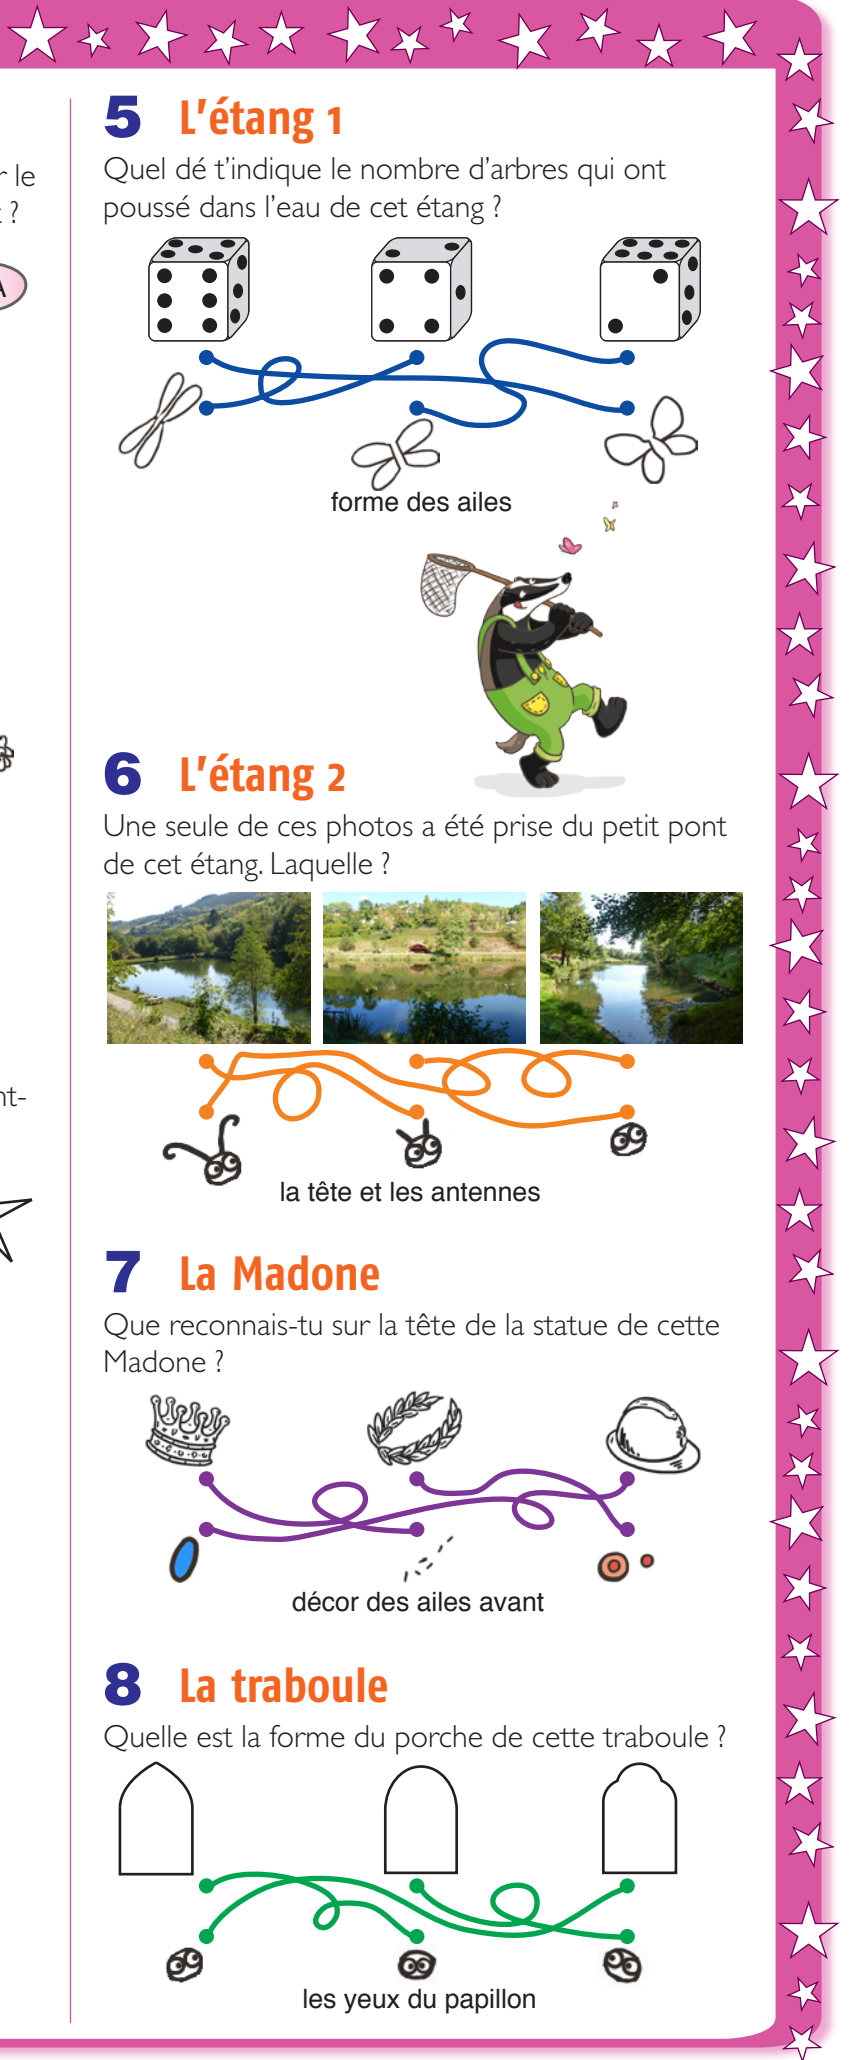 r le
t ?
A
nt-
5 L'étang 1
Quel dé t'indique le nombre d'arbres qui ont
poussé dans l'eau de cet étang ?
forme des ailes
6 L'étang 2
Une seule de ces photos a été prise du petit pont
de cet étang. Laquelle ?
la tête et les antennes
7 La Madone
Que reconnais-tu sur la tête de la statue de cette
Madone ?
décor des ailes avant
8 La traboule
Quelle est la forme du porche de cette traboule ?
les yeux du papillon